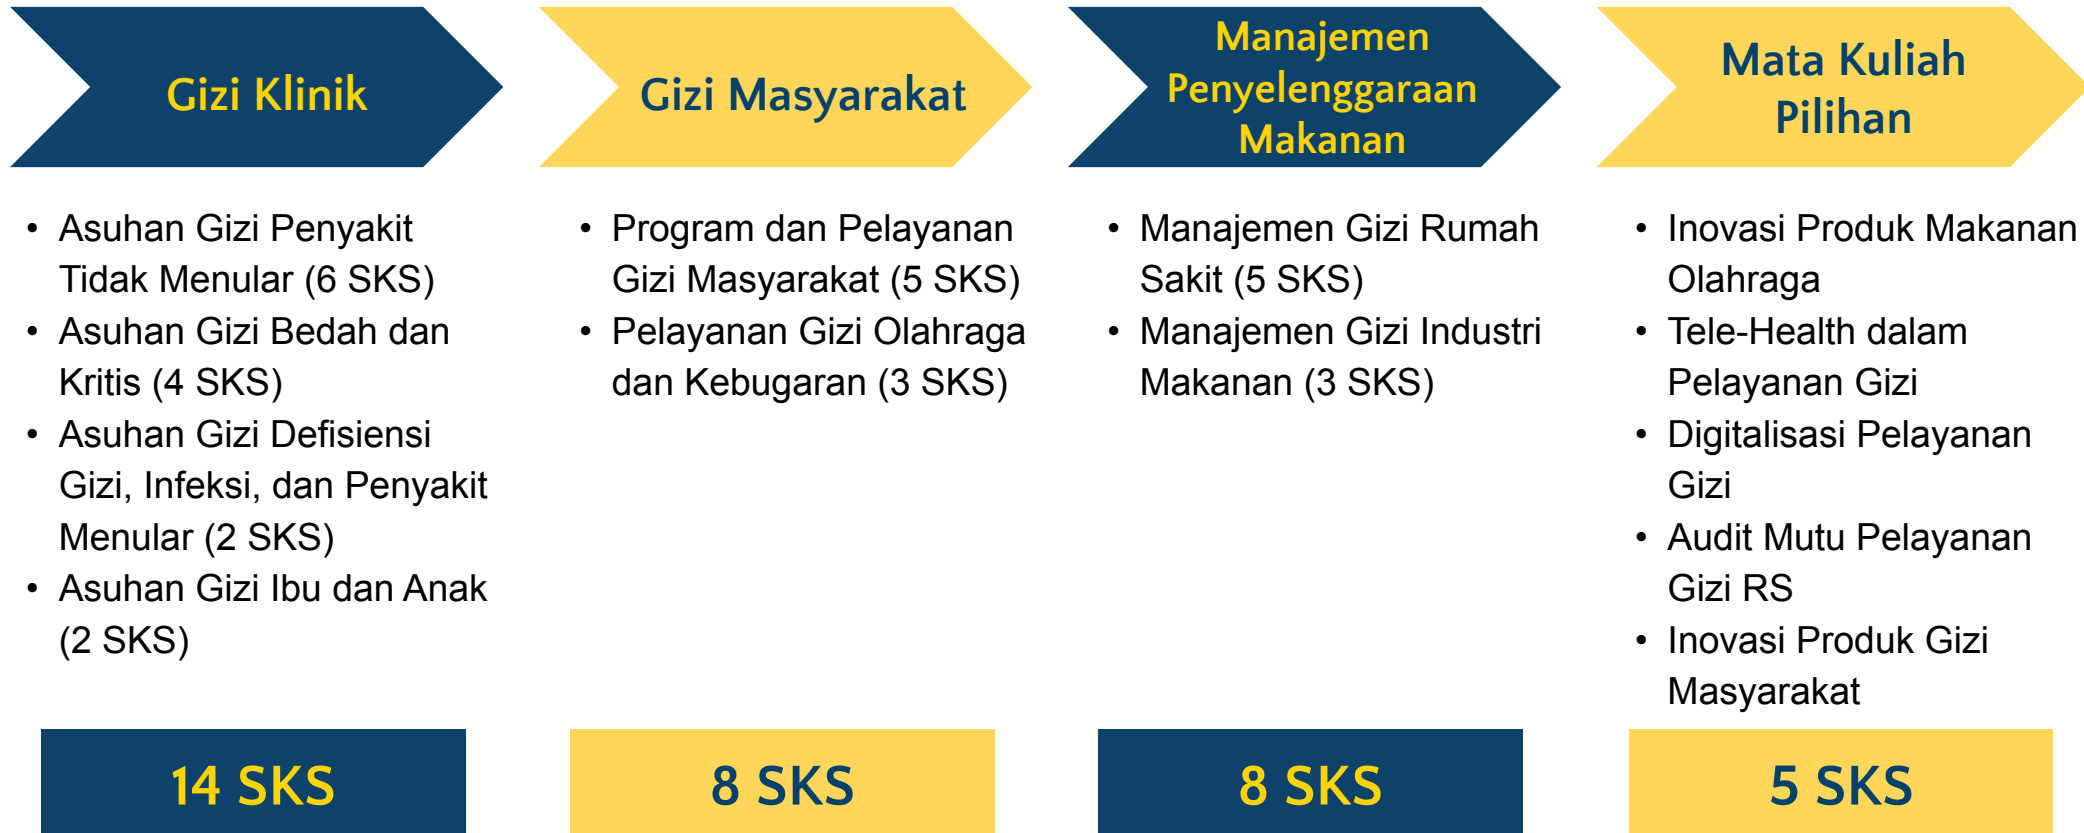 Gizi Klinik
• Asuhan Gizi Penyakit
Tidak Menular (6 SKS)
• Asuhan Gizi Bedah dan
Kritis (4 SKS)
• Asuhan Gizi Defisiensi
Gizi, Infeksi, dan Penyakit
Menular (2 SKS)
• Asuhan Gizi Ibu dan Anak
(2 SKS)
14 SKS
Gizi Masyarakat
• Program dan Pelayanan
Gizi Masyarakat (5 SKS)
• Pelayanan Gizi Olahraga
dan Kebugaran (3 SKS)
8 SKS
Manajemen
Penyelenggaraan
Makanan
• Manajemen Gizi Rumah
Sakit (5 SKS)
• Manajemen Gizi Industri
Makanan (3 SKS)
8 SKS
Mata Kuliah
Pilihan
• Inovasi Produk Makanan
Olahraga
• Tele-Health dalam
Pelayanan Gizi
• Digitalisasi Pelayanan
Gizi
• Audit Mutu Pelayanan
Gizi RS
• Inovasi Produk Gizi
Masyarakat
5 SKS